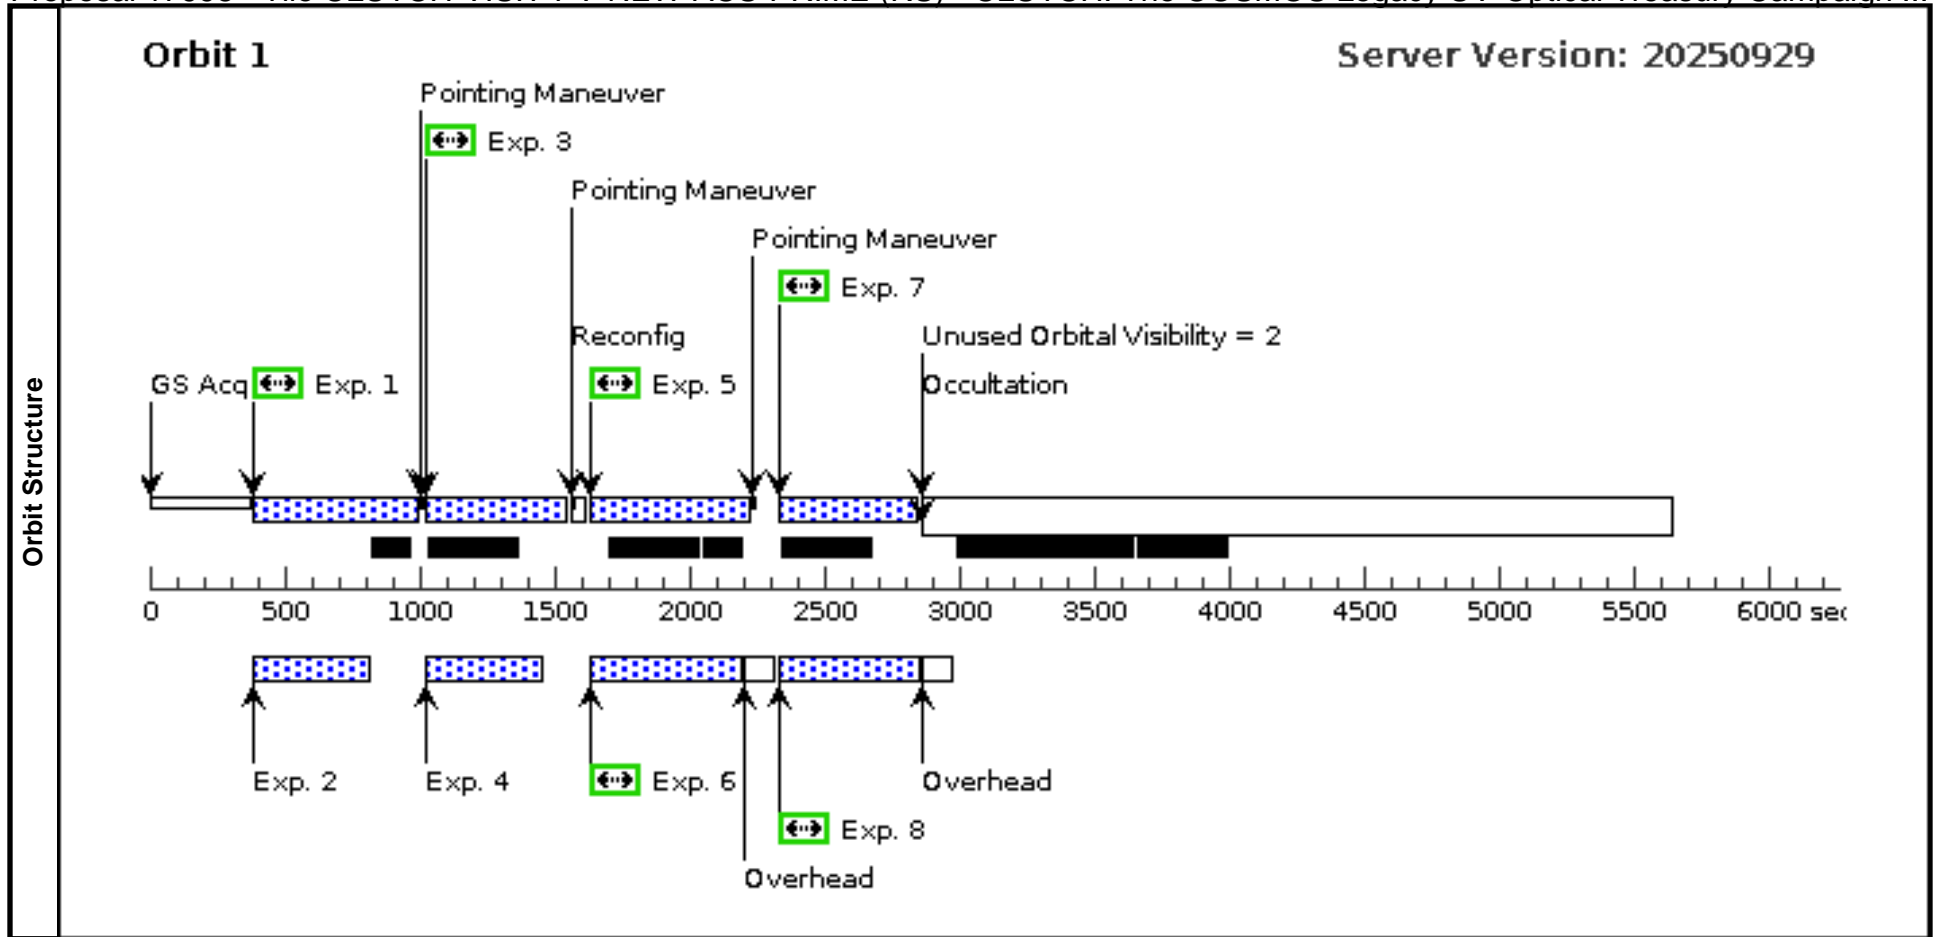 Orbit 1
Server Version: 20250929
Pointing Maneuver
Exp. 3
Pointing Maneuver
Pointing Maneuver
Exp. 7
Reconfig
Unused Orbital Visibility = 2
GS Acq
Exp. 1
Exp. 5
Occultation
Orbit Structure
0 500 1000 1500 2000 2500 3000 3500 4000 4500 5000 5500 6000 sec
Exp. 2
Exp. 4
Exp. 6
Overhead
Exp. 8
Overhead